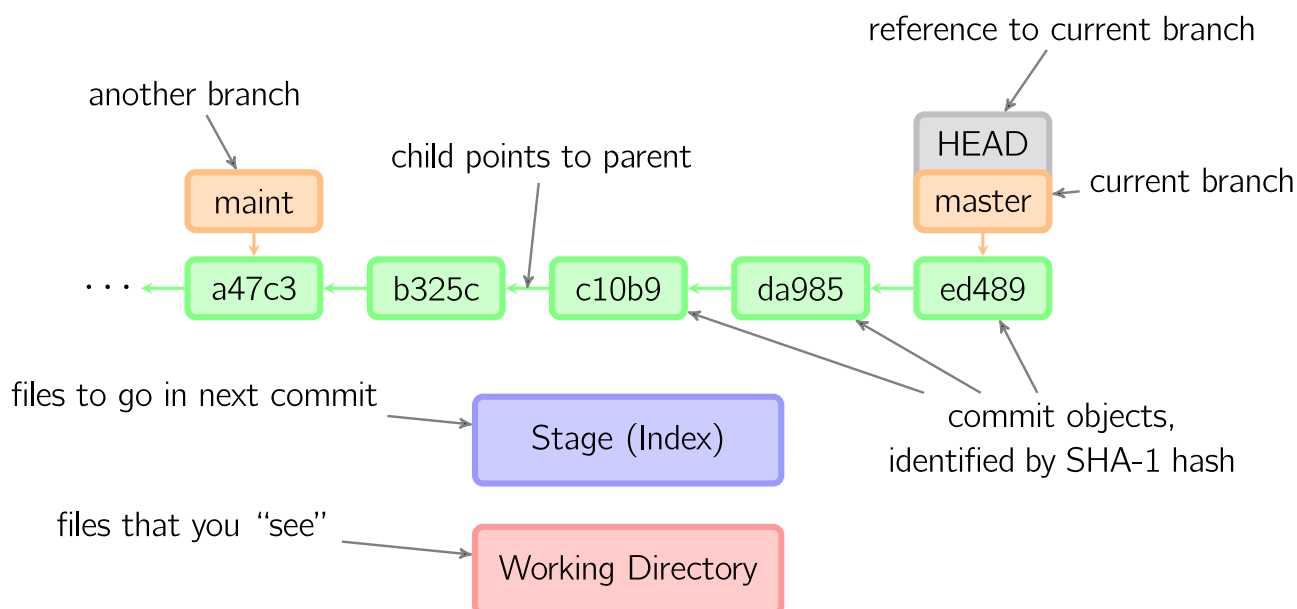 reference to current branch
another branch
HEAD
child points to parent
current branch
maint
master
· · ·
a47c3
b325c
c10b9
da985
ed489
files to go in next commit
Stage (Index)
commit objects,
identified by SHA-1 hash
files that you “see”
Working Directory